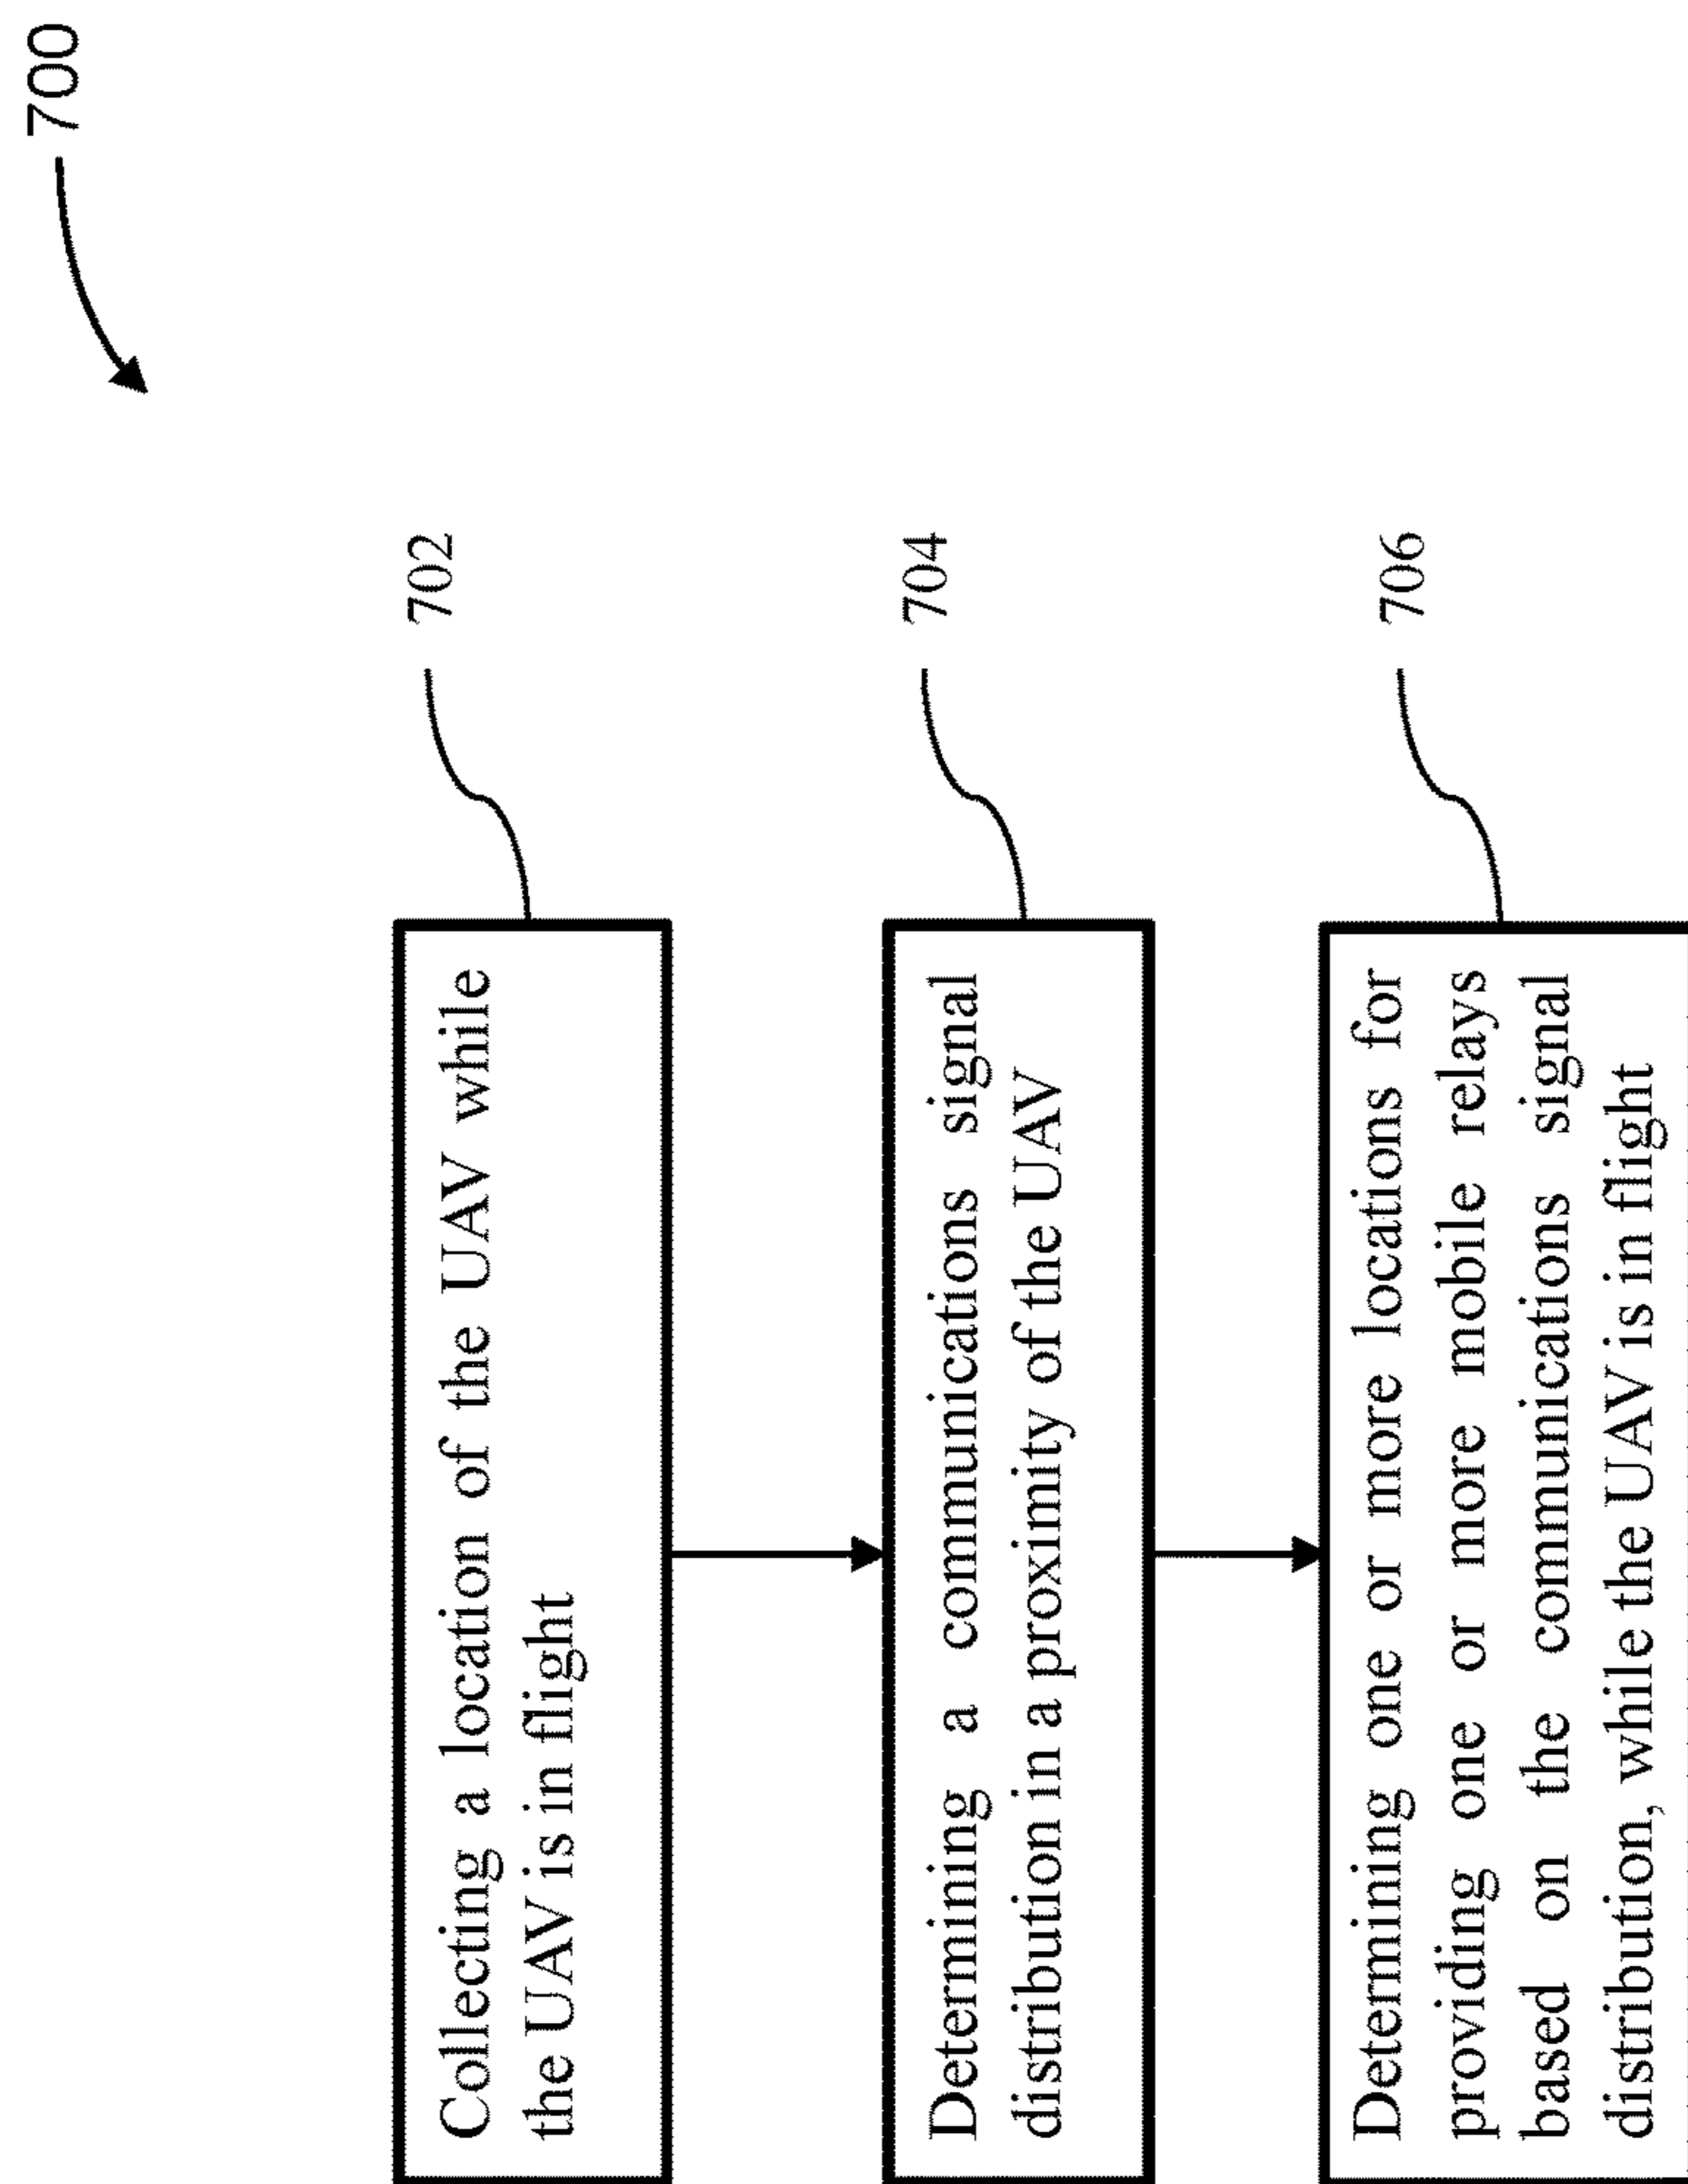 700
Collecting a location of the UAV while
the UAV is in flight
702
Determining a communications signal
distribution in a proximity of the UAV
704
Determining one or more locations for
providing one or more mobile relays
based on the communications signal
distribution, while the UAV is in flight
706